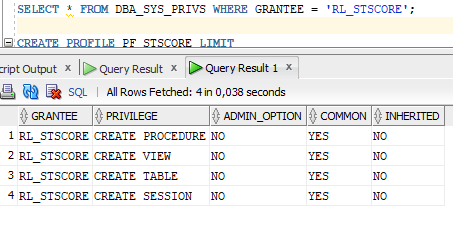 SELECT * FROM DBA_SYS_PRIVS WHERE GRANTEE = 'RL_STSCORE';
CREATE PROFILE PF_STSCORE LIMIT
cript Output × Query Result × Query Result 1 ×
SQL | All Rows Fetched: 4 in 0,038 seconds
GRANTEE PRIVILEGE ADMIN_OPTION COMMON INHERITED
1 RL_STSCORE CREATE PROCEDURE NO YES NO
2 RL_STSCORE CREATE VIEW NO YES NO
3 RL_STSCORE CREATE TABLE NO YES NO
4 RL_STSCORE CREATE SESSION NO YES NO